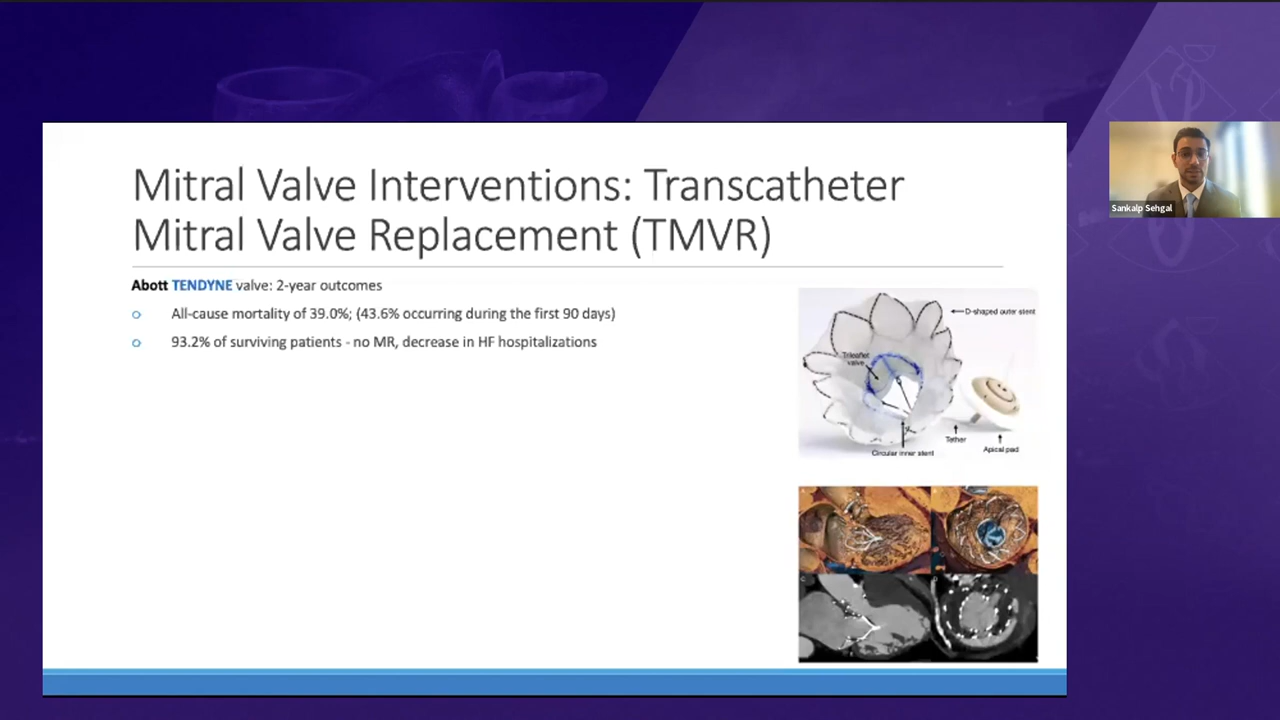 Mitral Valve Interventions: Transcatheter
Mitral Valve Replacement (TMVR)
Abott TENDYNE valve: 2-year outcomes
All-cause mortality of 39.0%; (43.6% occurring during the first 90 days)
93.2% of surviving patients - no MR, decrease in HF hospitalizations
D-shaped outer stent
Trileaflet
valve
Tether
Apical pad
Circular inner stent
A
C
D
Sankalp Sehgal